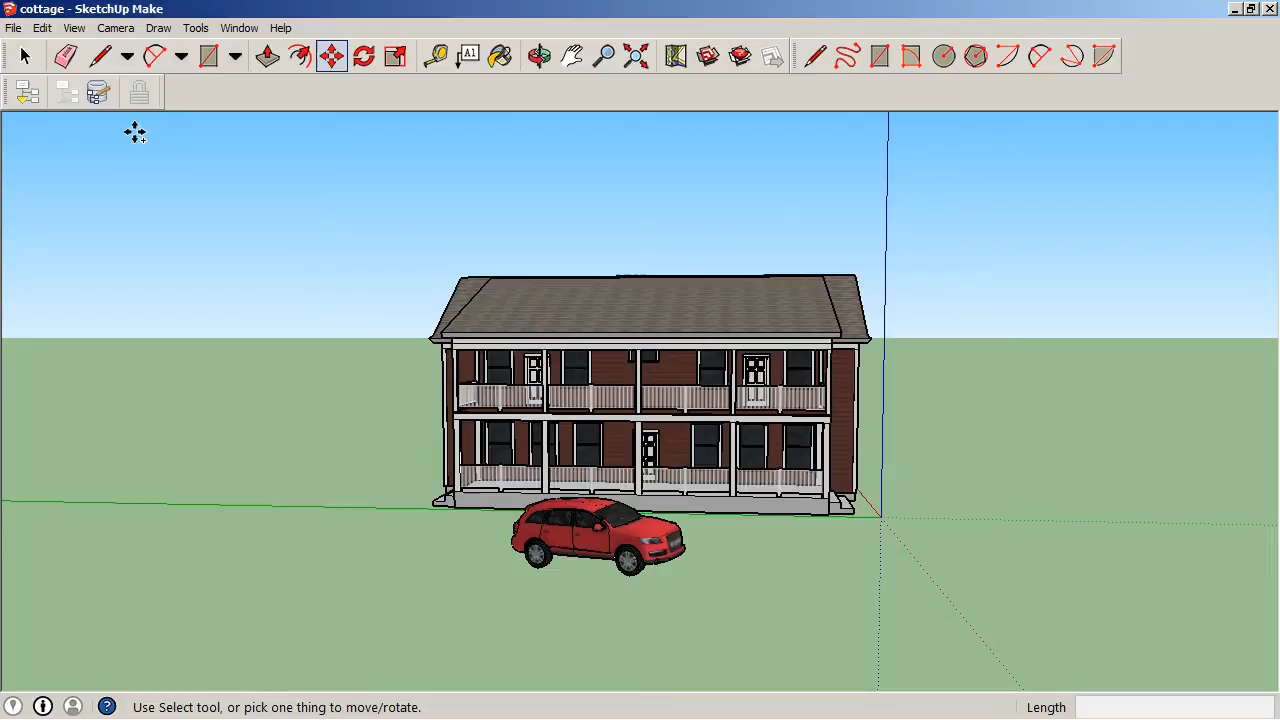 cottage - SketchUp Make
File Edit View Camera Draw Tools Window Help
A1
Use Select tool, or pick one thing to move/rotate.
Length